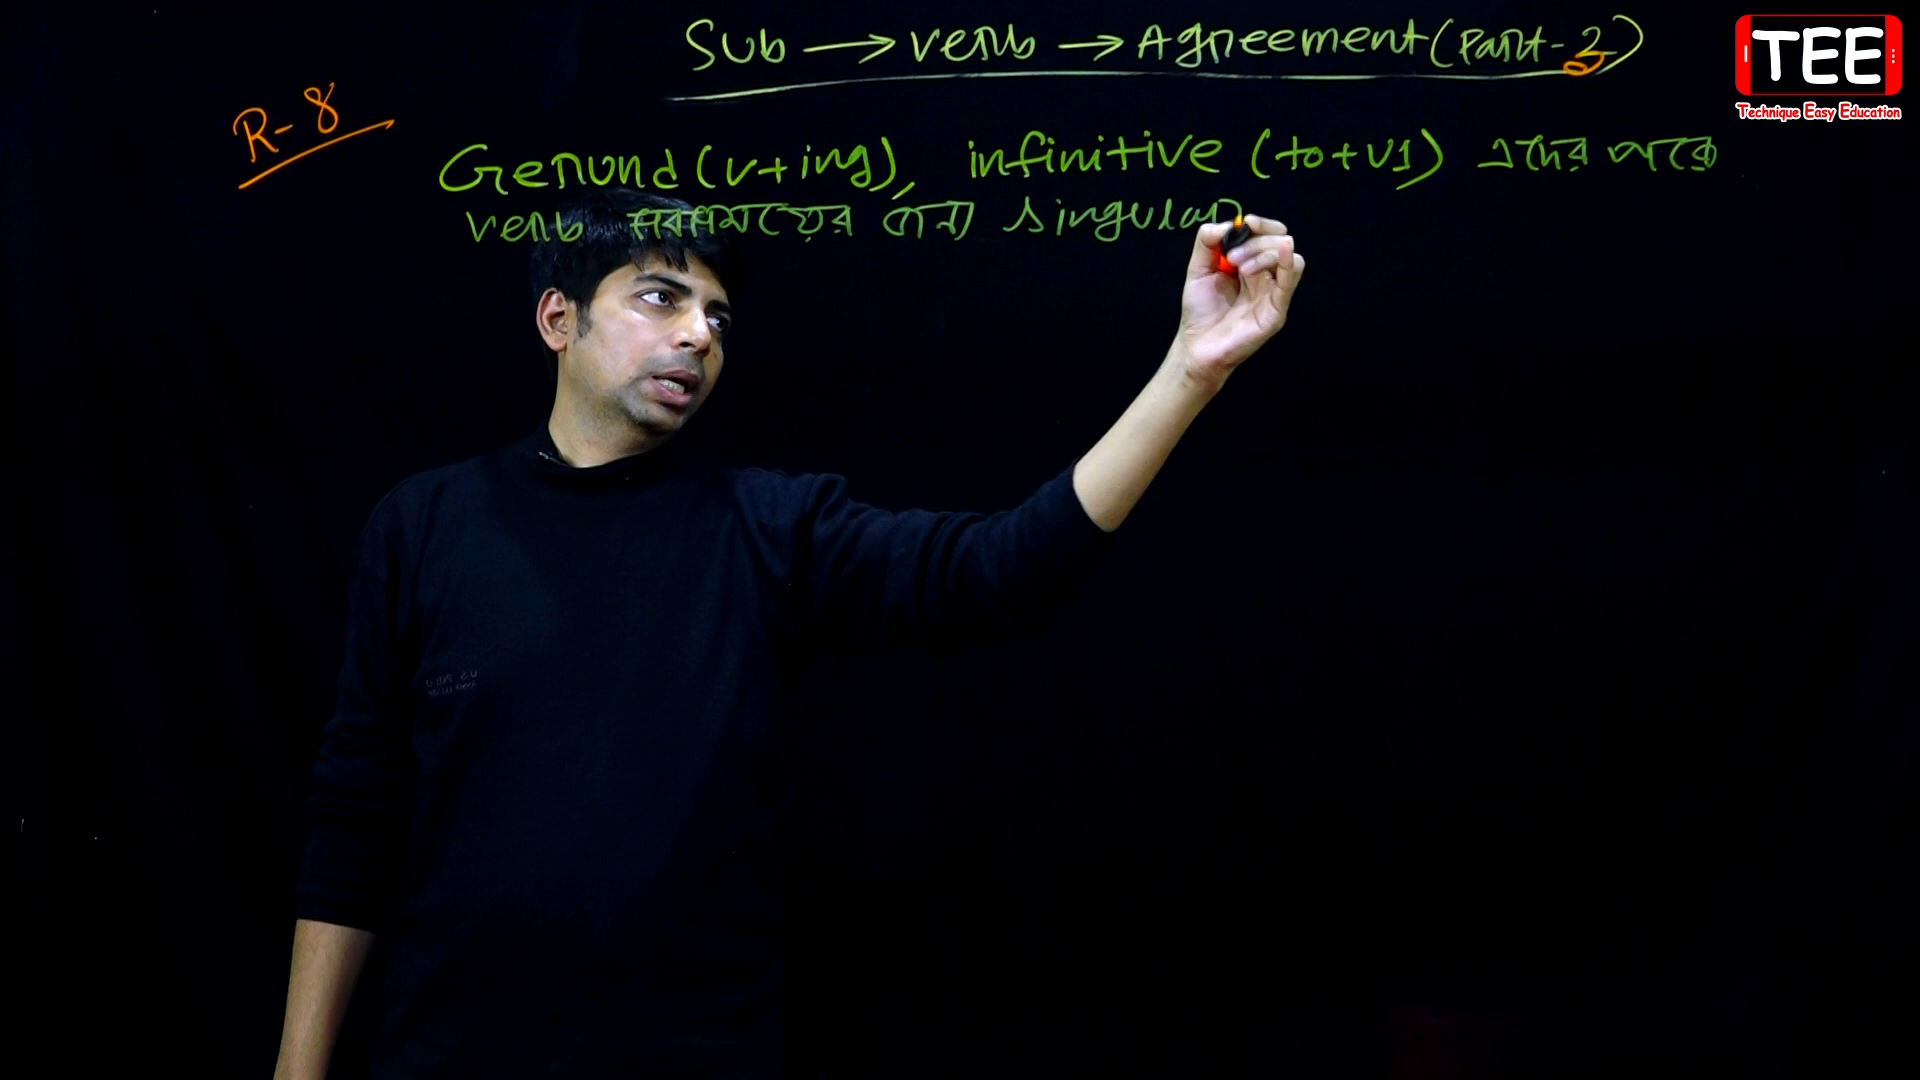 Sub → verb → Agreement (Part-2)
TEE
Technique Easy Education
R-8
Gerund (v+ing), infinitive (to+v1) এদের পরে
verb সবসময়ের জন্য singular